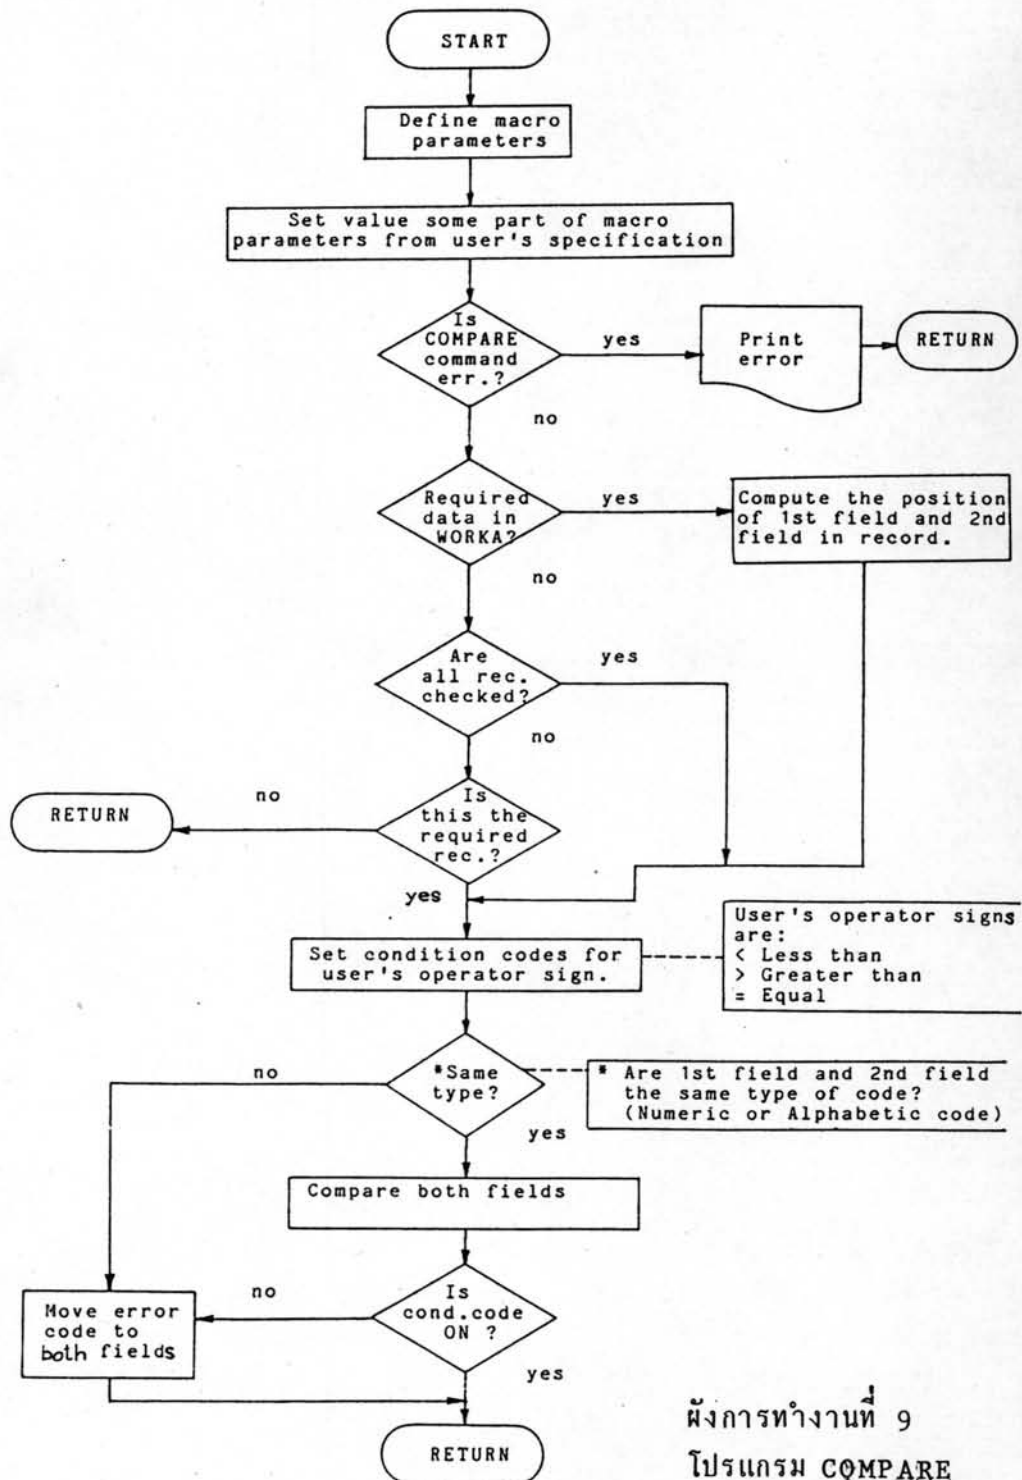 START
Define macro
parameters
Set value some part of macro
parameters from user's specification
Is
COMPARE
command
err.?
yes
Print
error
RETURN
no
Required
data in
WORKA?
yes
Compute the position
of 1st field and 2nd
field in record.
no
Are
all rec.
checked?
yes
no
Is
this the
required
rec.?
no
RETURN
yes
Set condition codes for
user's operator sign.
User's operator signs
are:
< Less than
> Greater than
= Equal
*Same
type?
no
* Are 1st field and 2nd field
the same type of code?
(Numeric or Alphabetic code)
yes
Compare both fields
Is
cond.code
ON ?
no
Move error
code to
both fields
yes
RETURN
ผังการทำงานที่ 9
โปรแกรม COMPARE